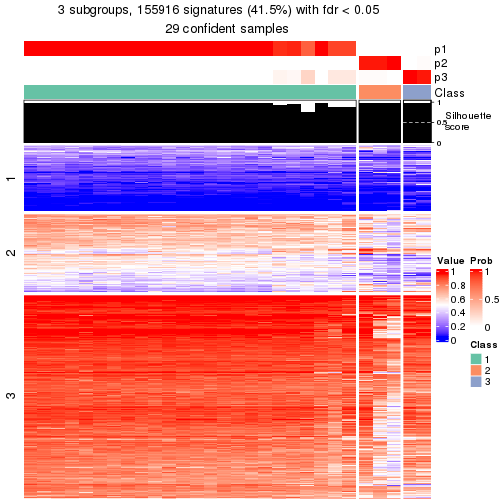 3 subgroups, 155916 signatures (41.5%) with fdr < 0.05
29 confident samples
p1
p2
p3
Class
1
0.5
0
Silhouette
score
1
2
3
Value
1
0.8
0.6
0.4
0.2
0
Prob
1
0.5
0
Class
1
2
3